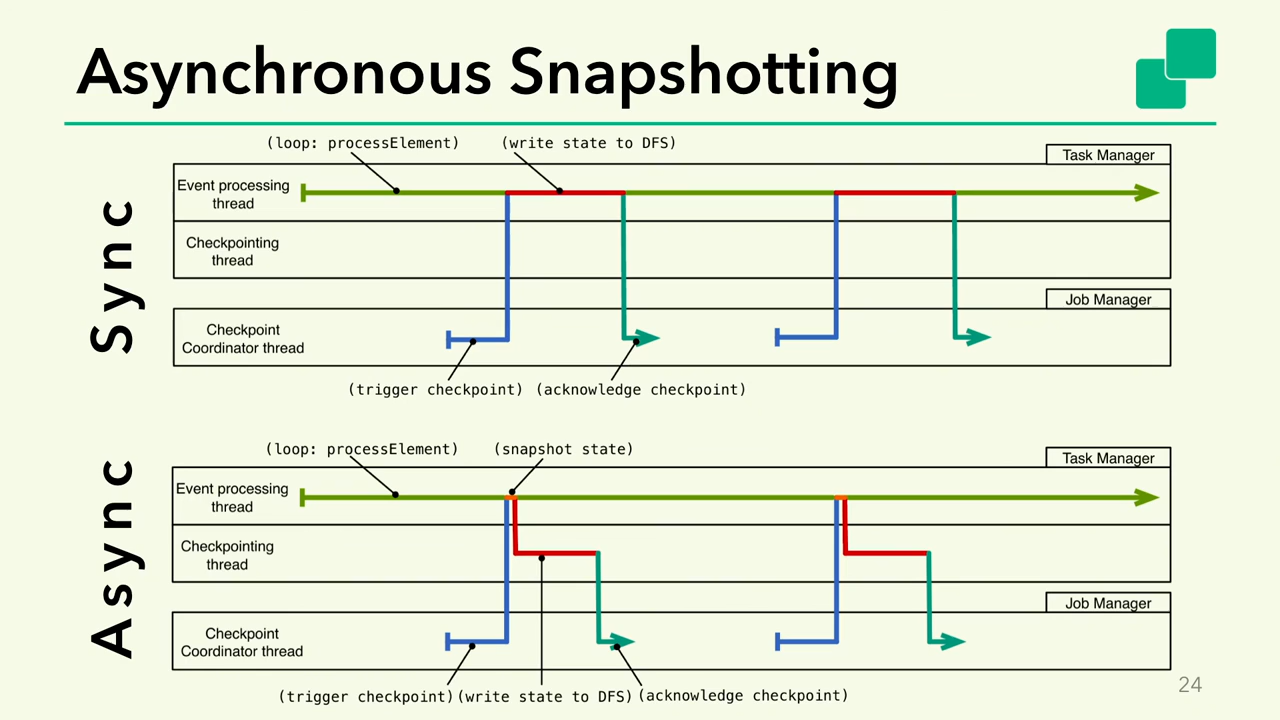 Asynchronous Snapshotting
Sync
(loop: processElement)
(write state to DFS)
Task Manager
Event processing
thread
Checkpointing
thread
Job Manager
Checkpoint
Coordinator thread
(trigger checkpoint)
(acknowledge checkpoint)
Async
(loop: processElement)
(snapshot state)
Task Manager
Event processing
thread
Checkpointing
thread
Job Manager
Checkpoint
Coordinator thread
(trigger checkpoint)
(write state to DFS)
(acknowledge checkpoint)
24